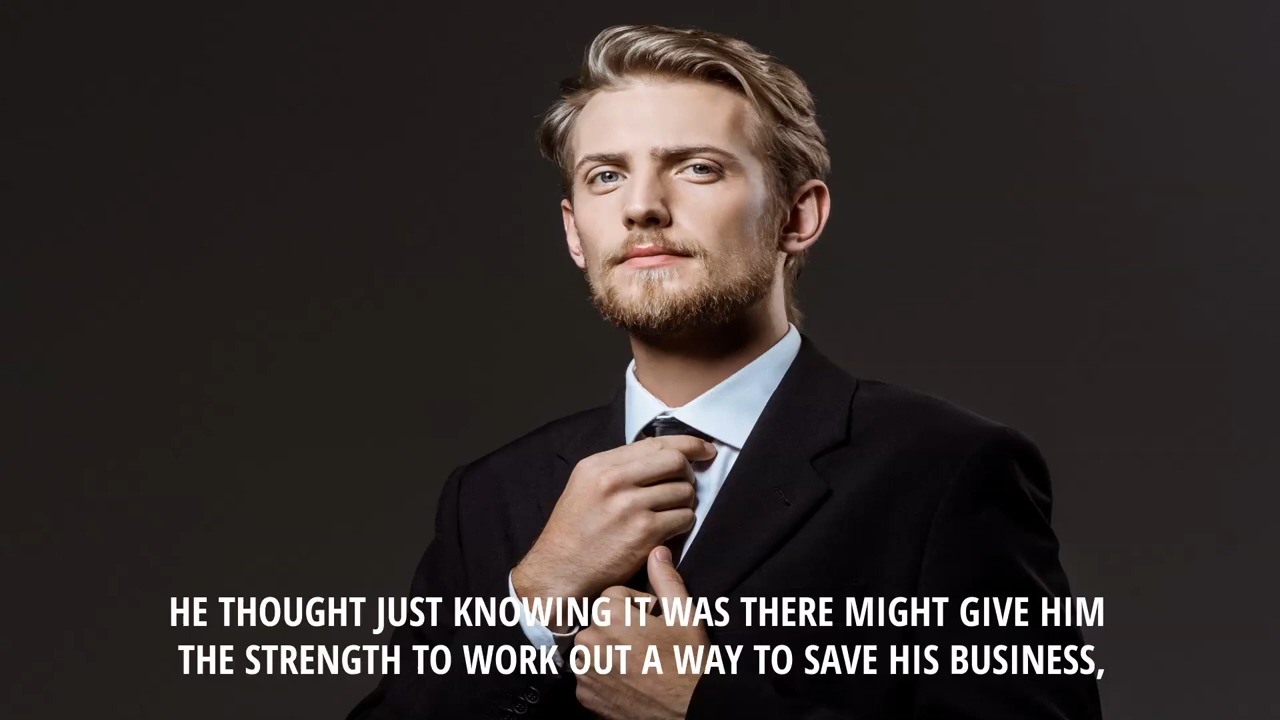 HE THOUGHT JUST KNOWING IT WAS THERE MIGHT GIVE HIM
THE STRENGTH TO WORK OUT A WAY TO SAVE HIS BUSINESS,